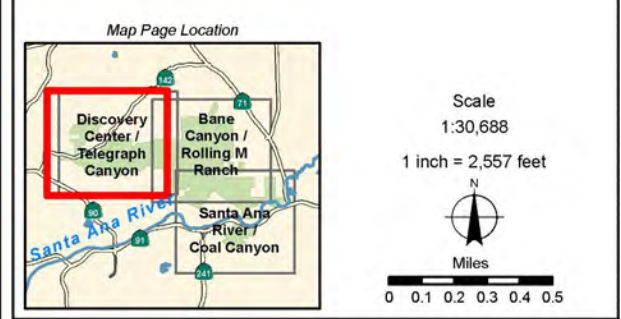 Map Page Location
142
71
Discovery
Center /
Telegraph
Canyon
Bane
Canyon /
Rolling M
Ranch
90
Santa Ana River
91
Santa Ana
River /
Coal Canyon
241
Scale
1:30,688
1 inch = 2,557 feet
N
Miles
0 0.1 0.2 0.3 0.4 0.5